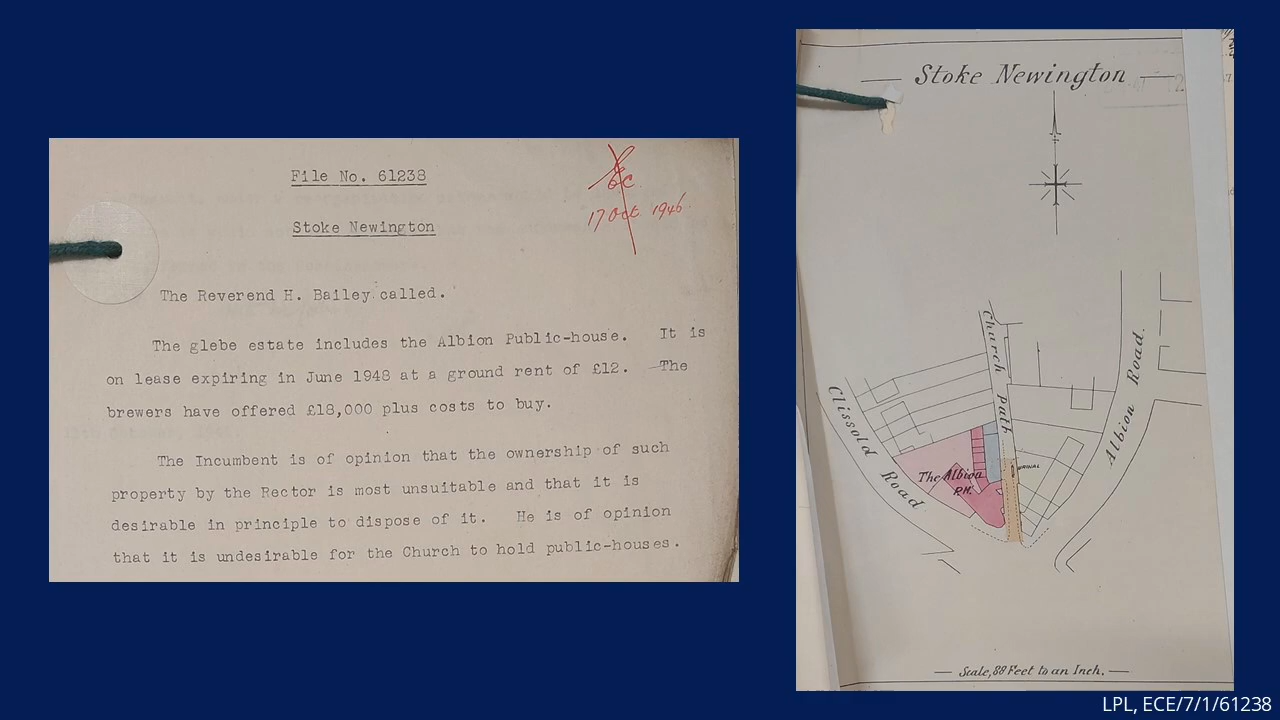 File No. 61238
EC
17 Oct 1946
Stoke Newington
The Reverend H. Bailey called.
The glebe estate includes the Albion Public-house. It is
on lease expiring in June 1948 at a ground rent of £12. The
brewers have offered £18,000 plus costs to buy.
The Incumbent is of opinion that the ownership of such
property by the Rector is most unsuitable and that it is
desirable in principle to dispose of it. He is of opinion
that it is undesirable for the Church to hold public-houses.
Stoke Newington
Church Path
Clissold Road
Albion Road.
The Albion
P.H.
URINAL
Scale, 88 Feet to an Inch.
LPL, ECE/7/1/61238